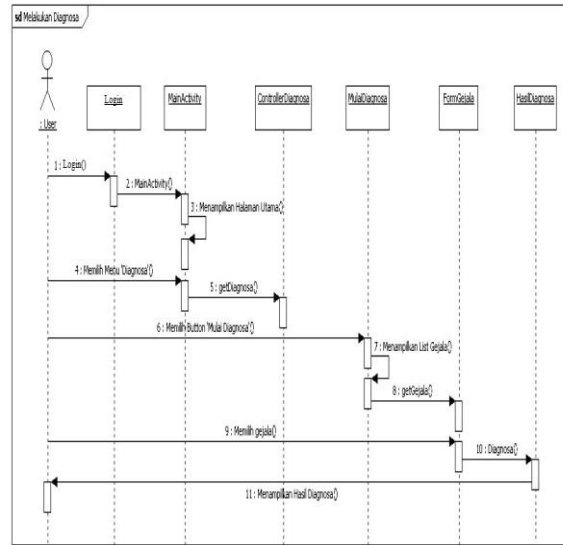 sd Melakukan Diagnosa
: User
Login
MainActivity
ControllerDiagnosa
MulaiDiagnosa
FormGejala
HasilDiagnosa
1 : Login()
2 : MainActivity()
3 : Menampilkan Halaman Utama()
4 : Memilih Menu 'Diagnosa'()
5 : getDiagnosa()
6 : Memilih Button 'Mulai Diagnosa'()
7 : Menampilkan List Gejala()
8 : getGejala()
9 : Memilih gejala()
10 : Diagnosa()
11 : Menampilkan Hasil Diagnosa()